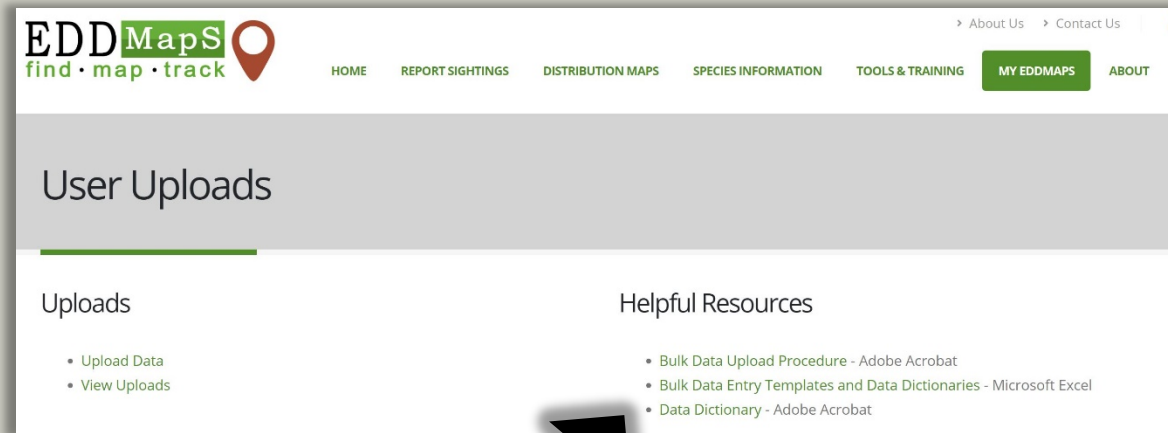 EDDMapS
find · map · track
> About Us > Contact Us
HOME REPORT SIGHTINGS DISTRIBUTION MAPS SPECIES INFORMATION TOOLS & TRAINING MY EDDMAPS ABOUT
User Uploads
Uploads
• Upload Data
• View Uploads
Helpful Resources
• Bulk Data Upload Procedure - Adobe Acrobat
• Bulk Data Entry Templates and Data Dictionaries - Microsoft Excel
• Data Dictionary - Adobe Acrobat